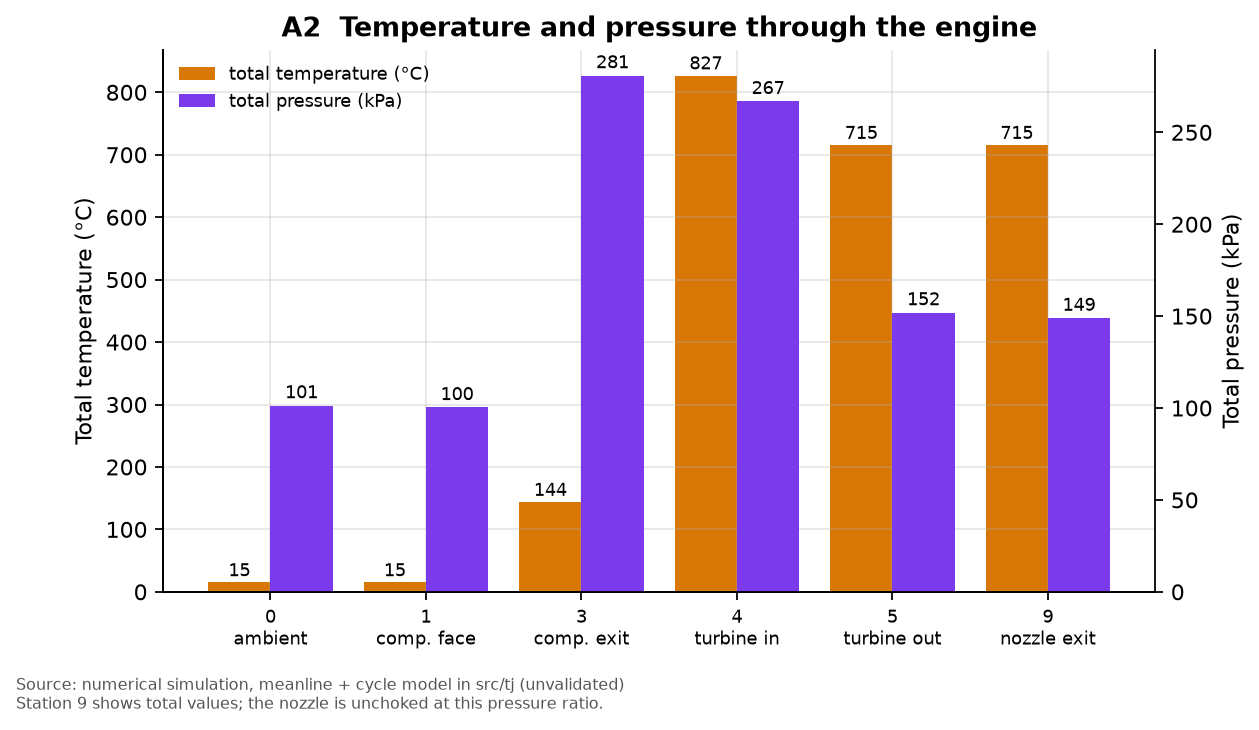 A2  Temperature and pressure through the engine
total temperature (°C)
total pressure (kPa)
Total temperature (°C)
800
700
600
500
400
300
200
100
0
250
200
150
100
50
0
Total pressure (kPa)
15
101
15
100
144
281
827
267
715
152
715
149
0
ambient
1
comp. face
3
comp. exit
4
turbine in
5
turbine out
9
nozzle exit
Source: numerical simulation, meanline + cycle model in src/tj (unvalidated)
Station 9 shows total values; the nozzle is unchoked at this pressure ratio.